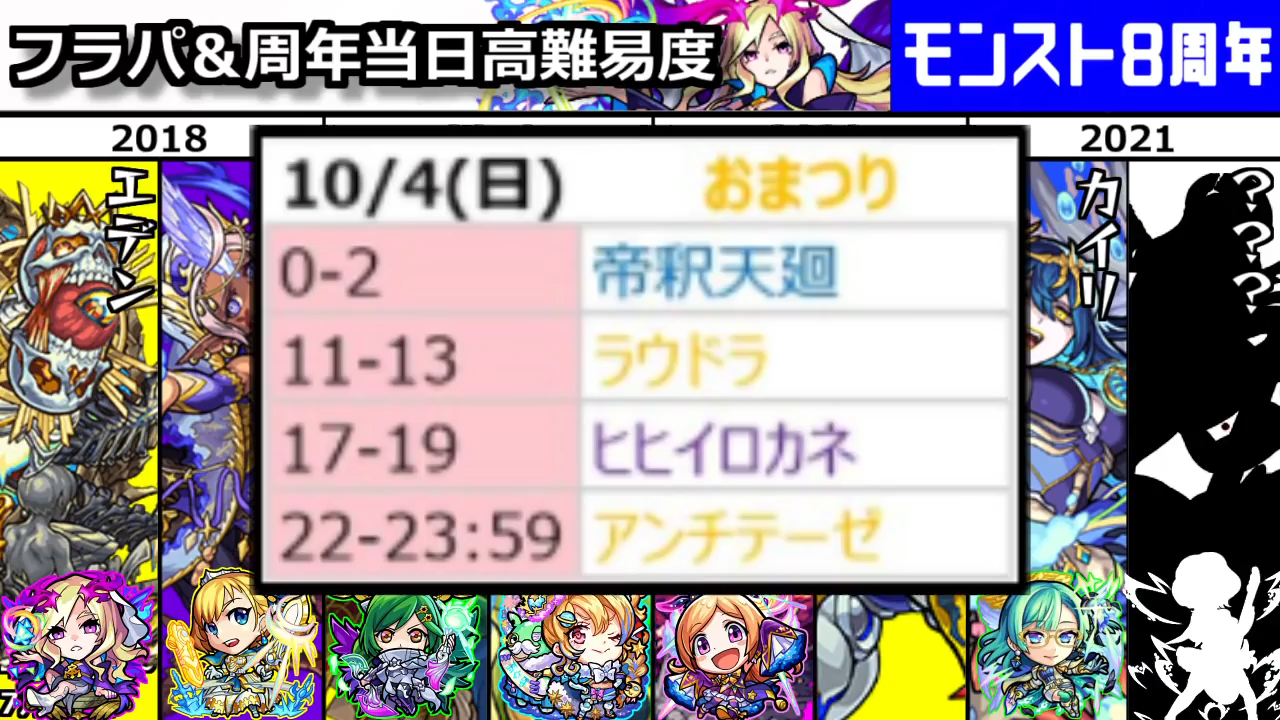 フラパ&周年当日高難易度
モンスト8周年
2018
2021
エデン
カイリ
???
10/4(日) おまつり
0-2 帝釈天廻
11-13 ラウドラ
17-19 ヒヒイロカネ
22-23:59 アンチテーゼ